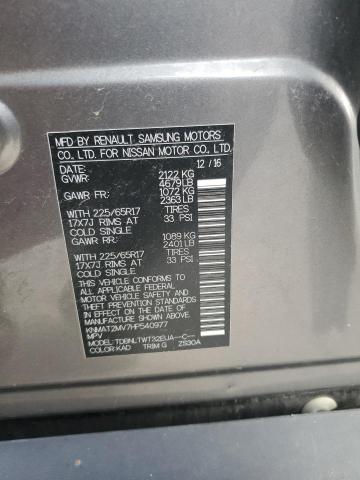 MFD BY RENAULT SAMSUNG MOTORS
CO. LTD. FOR NISSAN MOTOR CO. LTD.
DATE: 12 / 16
GVWR: 2122 KG
4679 LB
GAWR FR: 1072 KG
2363 LB
WITH 225/65R17 TIRES
17X7J RIMS AT 33 PSI
COLD SINGLE
GAWR RR: 1089 KG
2401 LB
WITH 225/65R17 TIRES
17X7J RIMS AT 33 PSI
COLD SINGLE
THIS VEHICLE CONFORMS TO ALL
APPLICABLE FEDERAL MOTOR
VEHICLE SAFETY, BUMPER AND
THEFT PREVENTION STANDARDS
IN EFFECT ON THE DATE OF
MANUFACTURE SHOWN ABOVE.
KNMAT2MV7HP540977
MPV
MODEL: TDBNLTWT32EUA--C--
COLOR:KAD TRIM:G ZS30A